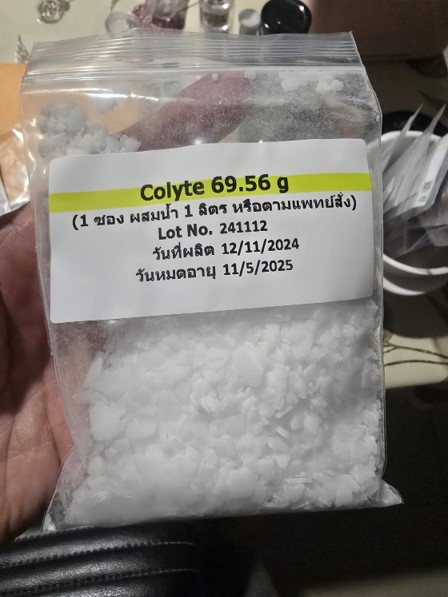 Colyte 69.56 g
(1 ซอง ผสมน้ำ 1 ลิตร หรือตามแพทย์สั่ง)
Lot No. 241112
วันที่ผลิต 12/11/2024
วันหมดอายุ 11/5/2025